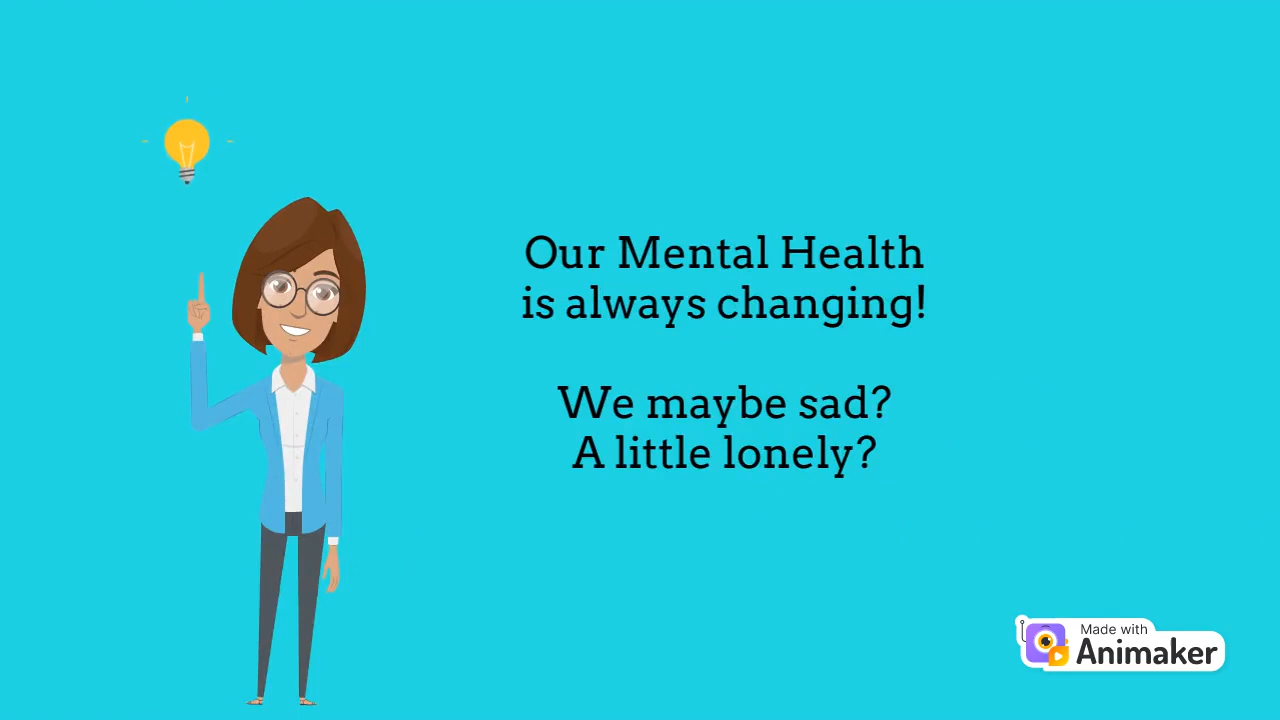 Our Mental Health
is always changing!
We maybe sad?
A little lonely?
Made with
Animaker